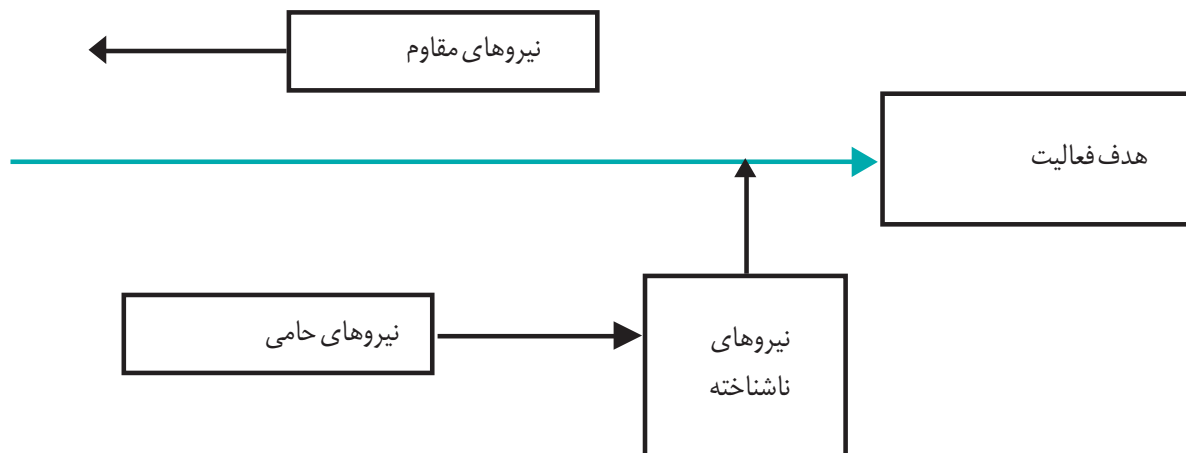 نیروهای مقاوم
هدف فعالیت
نیروهای حامی
نیروهای
ناشناخته